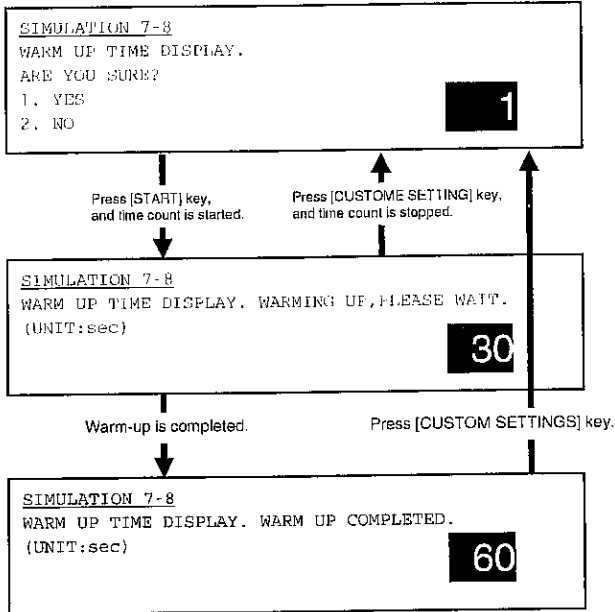 SIMULATION 7-8
WARM UP TIME DISPLAY.
ARE YOU SURE?
1. YES
2. NO
1
Press [START] key,
and time count is started.
Press [CUSTOME SETTING] key,
and time count is stopped.
SIMULATION 7-8
WARM UP TIME DISPLAY. WARMING UP,PLEASE WAIT.
(UNIT:sec)
30
Warm-up is completed.
Press [CUSTOM SETTINGS] key.
SIMULATION 7-8
WARM UP TIME DISPLAY. WARM UP COMPLETED.
(UNIT:sec)
60